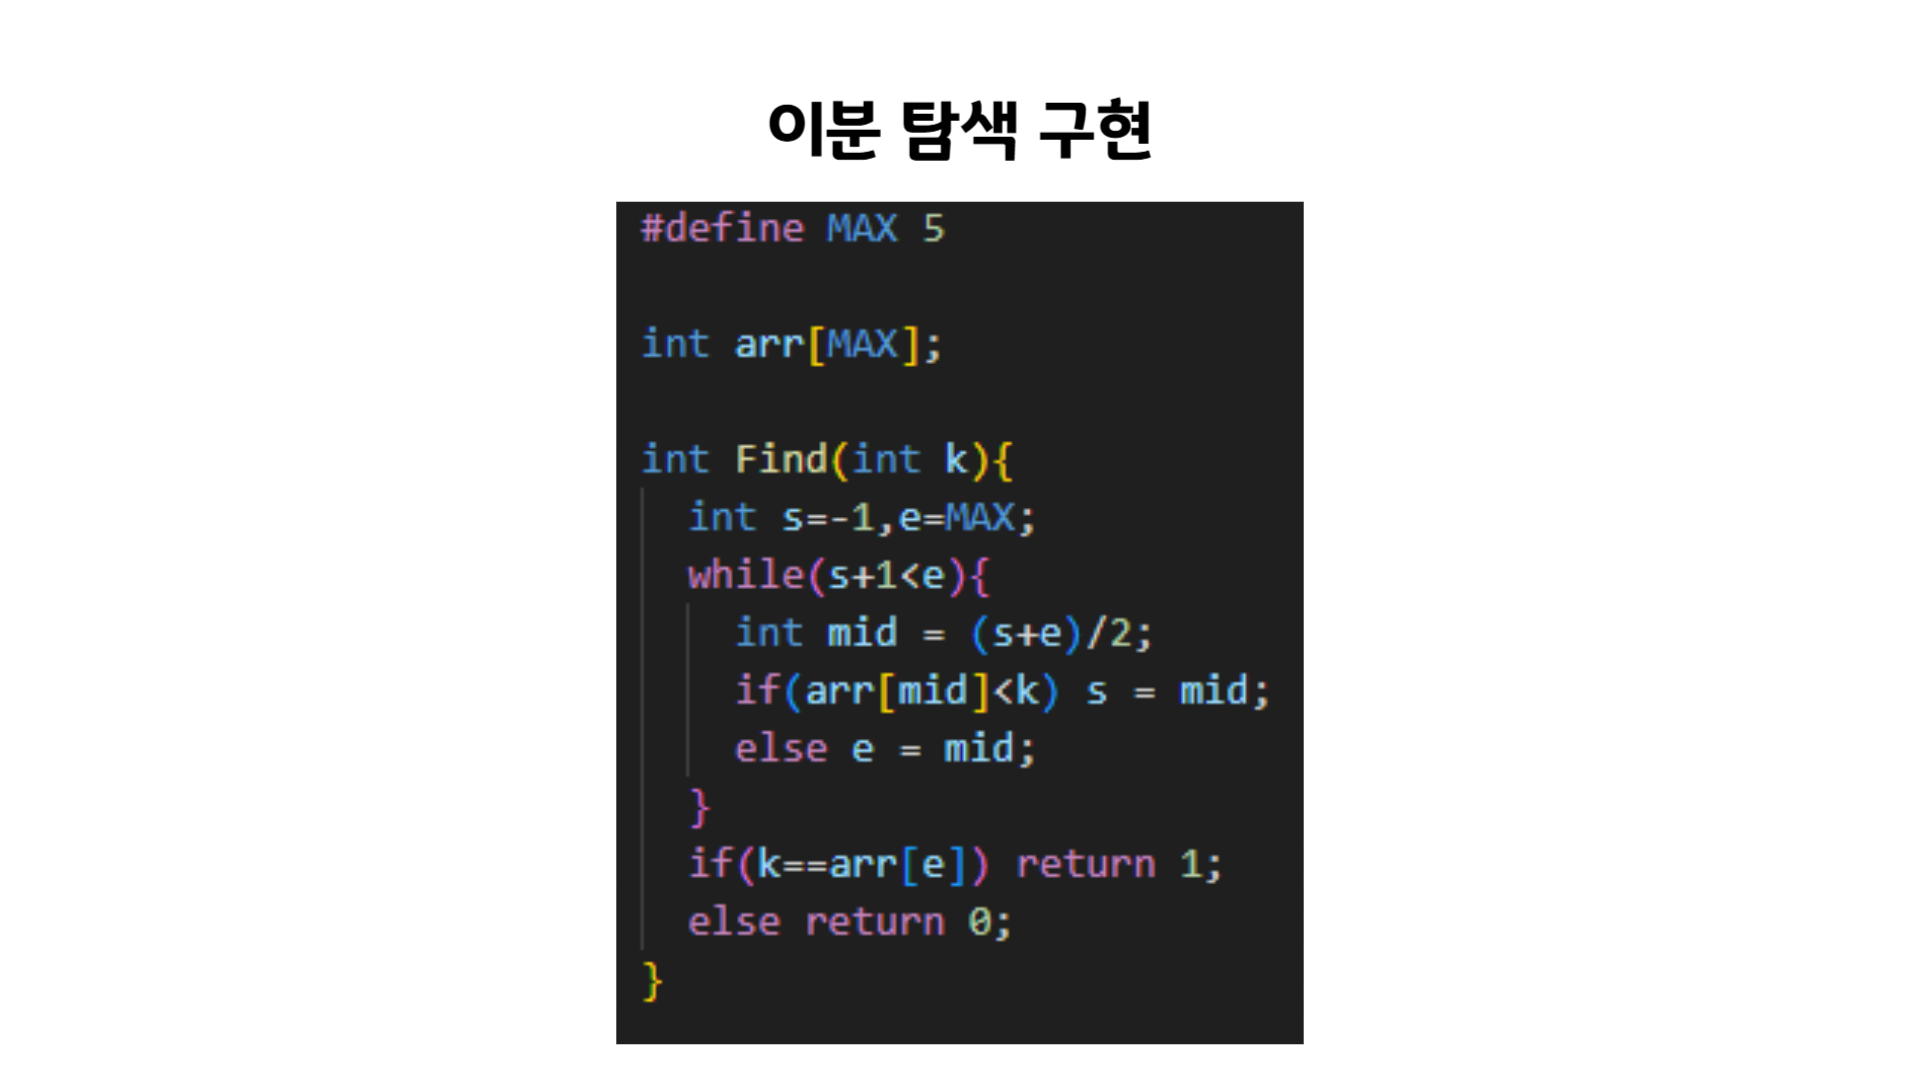 이분 탐색 구현
#define MAX 5
int arr[MAX];
int Find(int k){
int s=-1,e=MAX;
while(s+1<e){
int mid = (s+e)/2;
if(arr[mid]<k) s = mid;
else e = mid;
}
if(k==arr[e]) return 1;
else return 0;
}